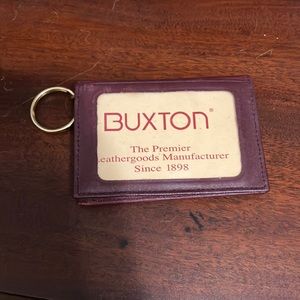 BUXTON®
The Premier
Leathergoods Manufacturer
Since 1898